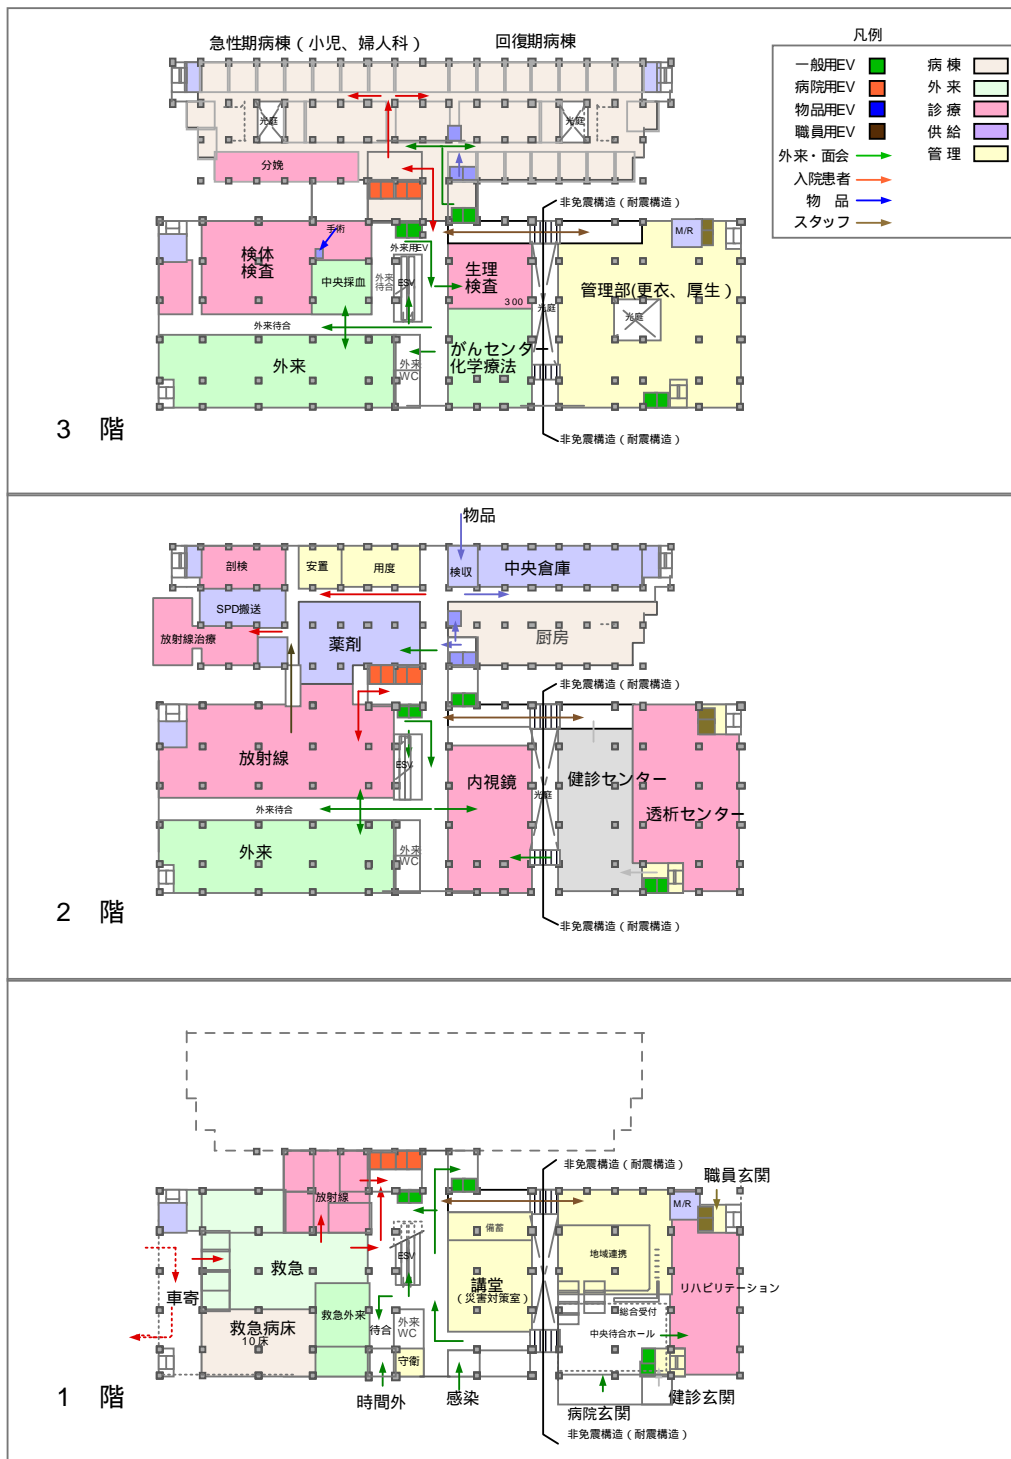 急性期病棟（小児、婦人科）
回復期病棟
凡例
一般用EV
病院用EV
物品用EV
職員用EV
外来・面会
入院患者
物品
スタッフ
病棟
外来
診療
供給
管理
光庭
光庭
分娩
非免震構造（耐震構造）
手術
検体
検査
中央採血
外来用EV
外来
待合
ESV
生理
検査
300
光庭
M/R
管理部(更衣、厚生）
光庭
外来待合
外来
外来
WC
がんセンター
化学療法
3 階
非免震構造（耐震構造）
物品
剖検
安置
用度
検収
中央倉庫
SPD搬送
放射線治療
薬剤
厨房
非免震構造（耐震構造）
放射線
ESV
内視鏡
健診センター
光庭
透析センター
外来待合
外来
外来
WC
2 階
非免震構造（耐震構造）
非免震構造（耐震構造）
職員玄関
放射線
M/R
備蓄
ESV
地域連携
救急
講堂
（災害対策室）
リハビリテーション
車寄
救急病床
10床
救急外来
待合
外来
WC
総合受付
中央待合ホール
守衛
時間外
感染
病院玄関
健診玄関
1 階
非免震構造（耐震構造）